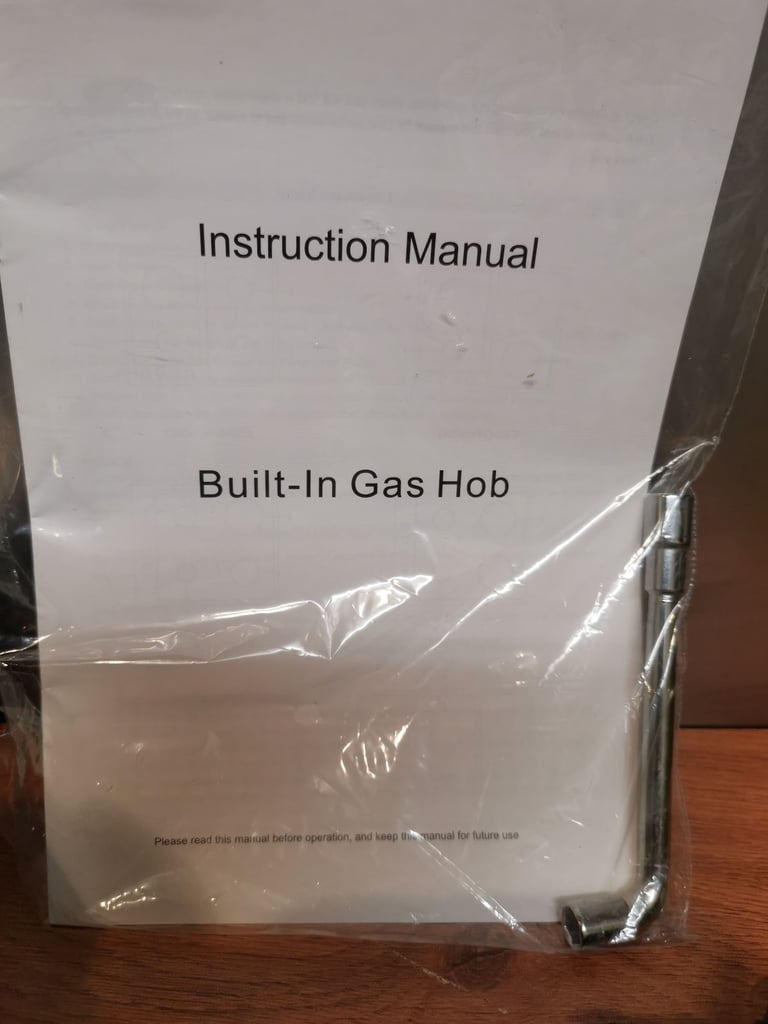 Instruction Manual
Built-In Gas Hob
Please read this manual before operation, and keep this manual for future use